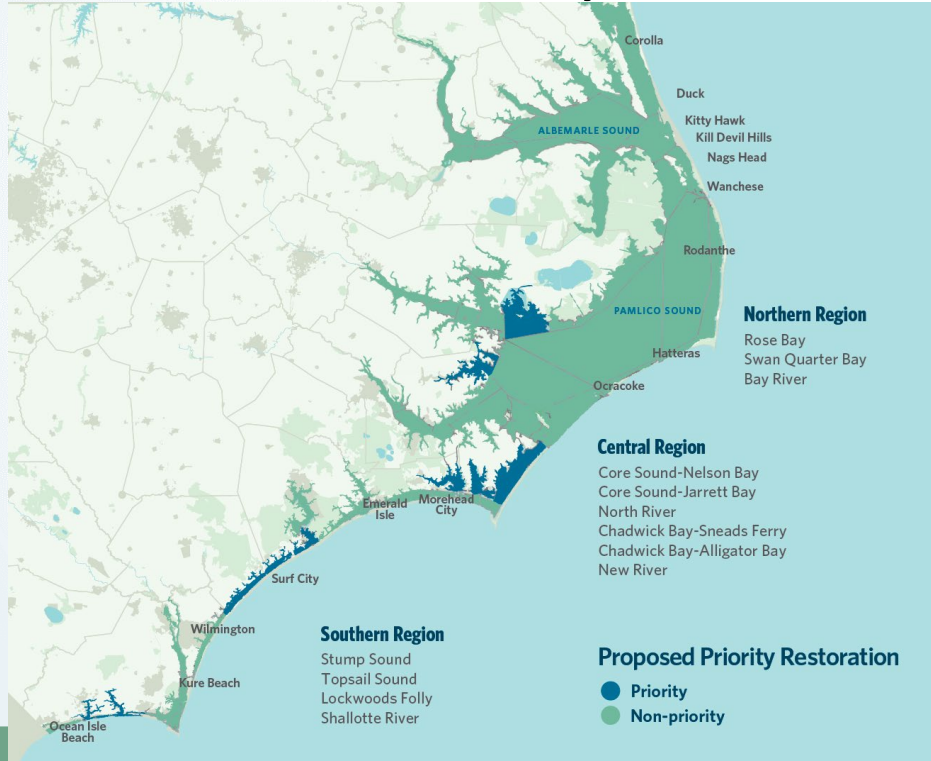 Corolla
Duck
Kitty Hawk
Kill Devil Hills
Nags Head
Wanchese
Rodanthe
Hatteras
Ocracoke
ALBEMARLE SOUND
PAMLICO SOUND
Northern Region
Rose Bay
Swan Quarter Bay
Bay River
Central Region
Core Sound-Nelson Bay
Core Sound-Jarrett Bay
North River
Chadwick Bay-Sneads Ferry
Chadwick Bay-Alligator Bay
New River
Emerald
Isle
Morehead
City
Surf City
Wilmington
Kure Beach
Ocean Isle
Beach
Southern Region
Stump Sound
Topsail Sound
Lockwoods Folly
Shallotte River
Proposed Priority Restoration
Priority
Non-priority